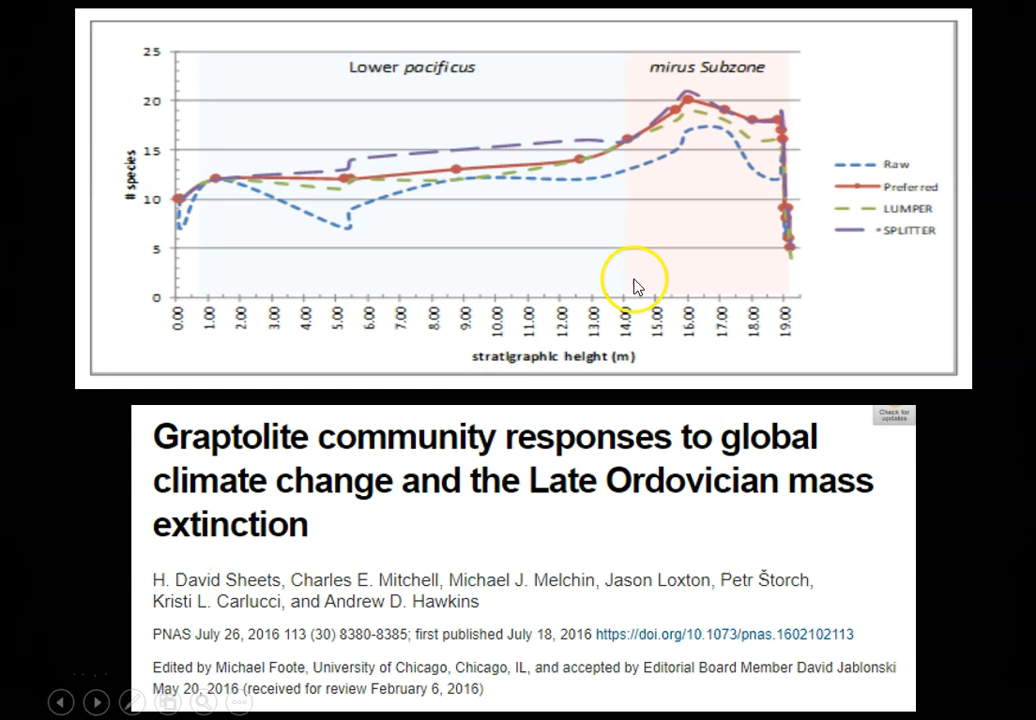 Lower pacificus
mirus Subzone
# species
25
20
15
10
5
0
0.00 1.00 2.00 3.00 4.00 5.00 6.00 7.00 8.00 9.00 10.00 11.00 12.00 13.00 14.00 15.00 16.00 17.00 18.00 19.00
stratigraphic height (m)
Raw
Preferred
LUMPER
SPLITTER
Check for
updates
Graptolite community responses to global
climate change and the Late Ordovician mass
extinction
H. David Sheets, Charles E. Mitchell, Michael J. Melchin, Jason Loxton, Petr Štorch,
Kristi L. Carlucci, and Andrew D. Hawkins
PNAS July 26, 2016 113 (30) 8380-8385; first published July 18, 2016 https://doi.org/10.1073/pnas.1602102113
Edited by Michael Foote, University of Chicago, Chicago, IL, and accepted by Editorial Board Member David Jablonski
May 20, 2016 (received for review February 6, 2016)